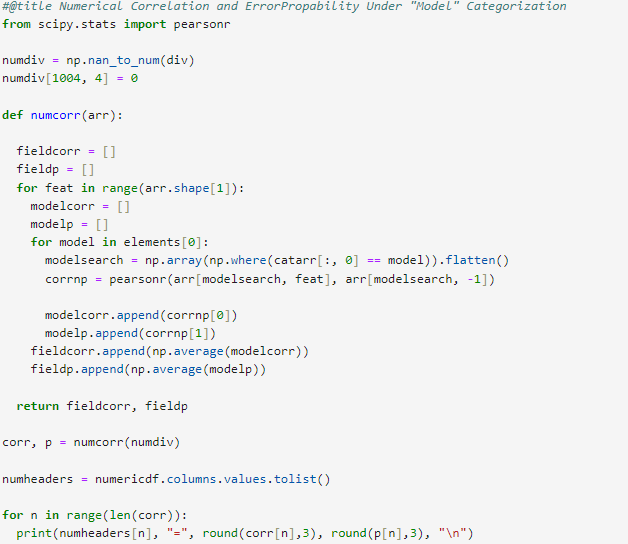 #@title Numerical Correlation and ErrorPropability Under "Model" Categorization
from scipy.stats import pearsonr
numdiv = np.nan_to_num(div)
numdiv[1004, 4] = 0
def numcorr(arr):
fieldcorr = []
fieldp = []
for feat in range(arr.shape[1]):
modelcorr = []
modelp = []
for model in elements[0]:
modelsearch = np.array(np.where(catarr[:, 0] == model)).flatten()
corrnp = pearsonr(arr[modelsearch, feat], arr[modelsearch, -1])
modelcorr.append(corrnp[0])
modelp.append(corrnp[1])
fieldcorr.append(np.average(modelcorr))
fieldp.append(np.average(modelp))
return fieldcorr, fieldp
corr, p = numcorr(numdiv)
numheaders = numericdf.columns.values.tolist()
for n in range(len(corr)):
print(numheaders[n], "=", round(corr[n],3), round(p[n],3), "\n")